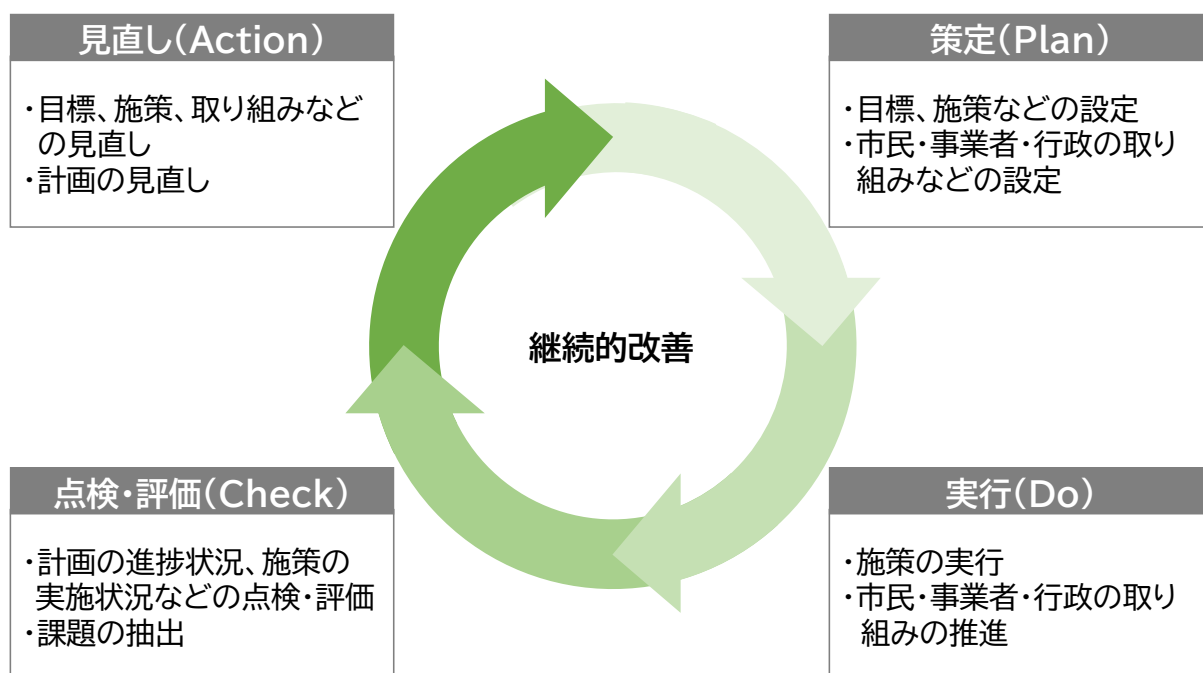 見直し(Action)
・目標、施策、取り組みなど
の見直し
・計画の見直し
策定(Plan)
・目標、施策などの設定
・市民・事業者・行政の取り
組みなどの設定
継続的改善
点検・評価(Check)
・計画の進捗状況、施策の
実施状況などの点検・評価
・課題の抽出
実行(Do)
・施策の実行
・市民・事業者・行政の取り
組みの推進